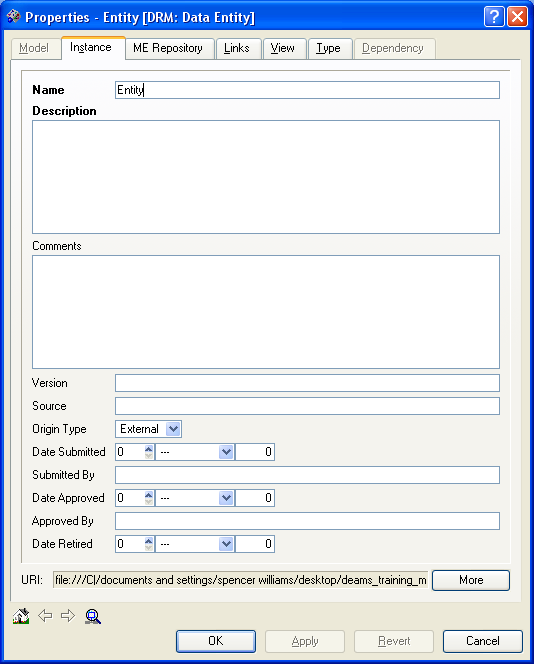 Properties - Entity [DRM: Data Entity]
Model Instance ME Repository Links View Type Dependency
Name Entity
Description
Comments
Version
Source
Origin Type External
Date Submitted 0 --- 0
Submitted By
Date Approved 0 --- 0
Approved By
Date Retired 0 --- 0
URI: file:///C|/documents and settings/spencer williams/desktop/deams_training_m More
OK Apply Revert Cancel